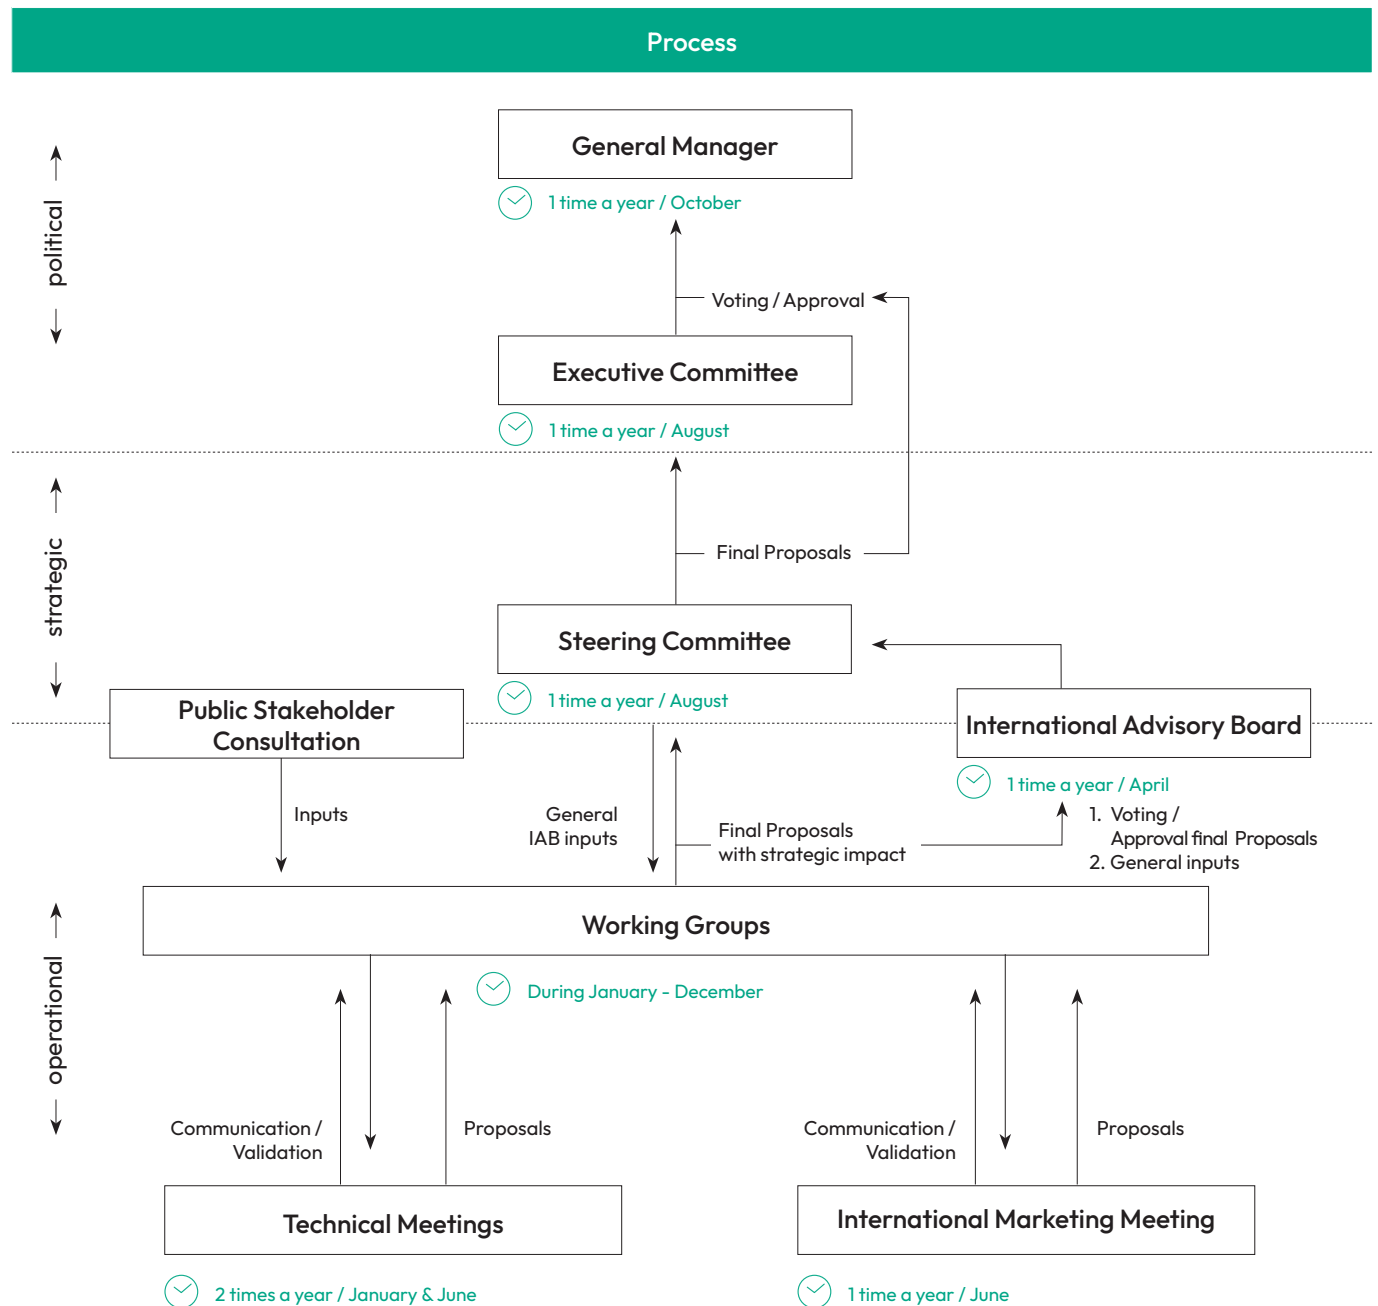 Process
General Manager
1 time a year / October
political
Voting / Approval
Executive Committee
1 time a year / August
strategic
Final Proposals
Steering Committee
1 time a year / August
Public Stakeholder
Consultation
International Advisory Board
1 time a year / April
Inputs
General
IAB inputs
Final Proposals
with strategic impact
1. Voting /
Approval final Proposals
2. General inputs
Working Groups
During January - December
operational
Communication /
Validation
Proposals
Communication /
Validation
Proposals
Technical Meetings
International Marketing Meeting
2 times a year / January & June
1 time a year / June